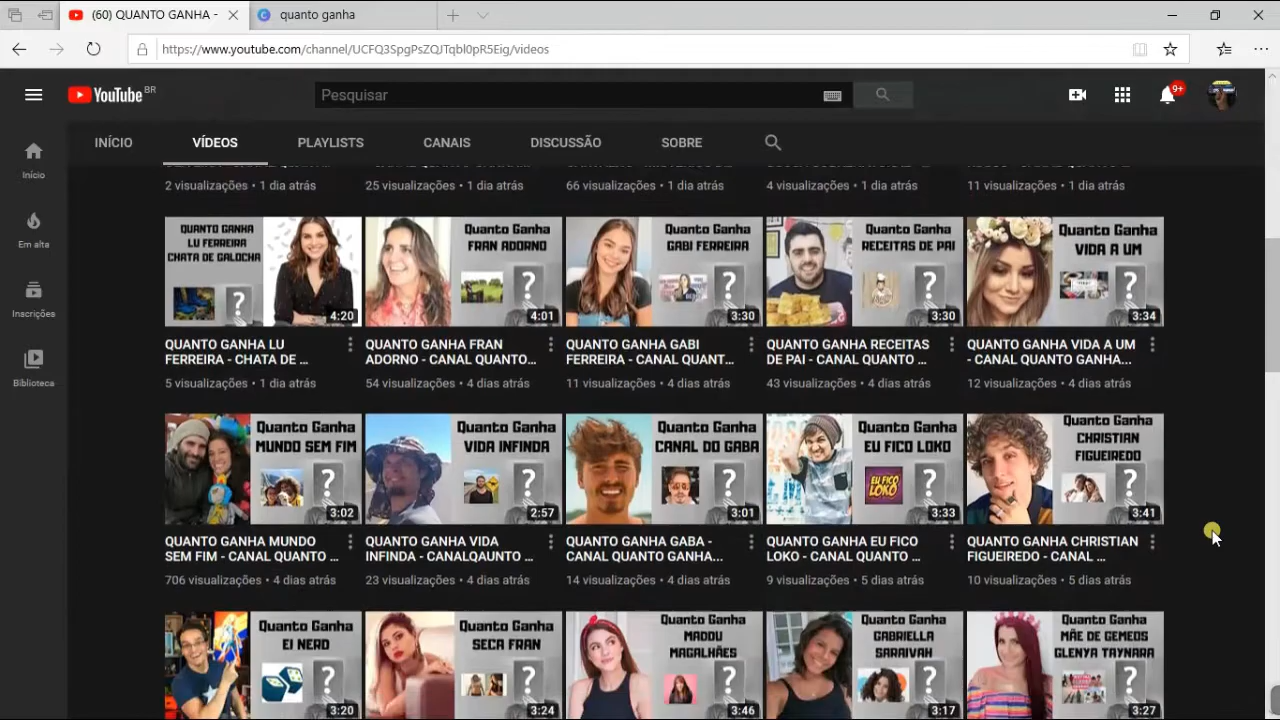 (60) QUANTO GANHA -
quanto ganha
https://www.youtube.com/channel/UCFQ3SpgPsZQJTqbl0pR5Eig/videos
YouTube BR
Pesquisar
9+
INÍCIO VÍDEOS PLAYLISTS CANAIS DISCUSSÃO SOBRE
Início
Em alta
Inscrições
Biblioteca
2 visualizações • 1 dia atrás
25 visualizações • 1 dia atrás
66 visualizações • 1 dia atrás
4 visualizações • 1 dia atrás
11 visualizações • 1 dia atrás
QUANTO GANHA
LU FERREIRA
CHATA DE GALOCHA
?
4:20
QUANTO GANHA LU
FERREIRA - CHATA DE ...
5 visualizações • 1 dia atrás
Quanto Ganha
FRAN ADORNO
?
4:01
QUANTO GANHA FRAN
ADORNO - CANAL QUANTO...
54 visualizações • 4 dias atrás
Quanto Ganha
GABI FERREIRA
?
3:30
QUANTO GANHA GABI
FERREIRA - CANAL QUANT...
11 visualizações • 4 dias atrás
Quanto Ganha
RECEITAS DE PAI
?
3:30
QUANTO GANHA RECEITAS
DE PAI - CANAL QUANTO ...
43 visualizações • 4 dias atrás
Quanto Ganha
VIDA A UM
?
3:34
QUANTO GANHA VIDA A UM
- CANAL QUANTO GANHA...
12 visualizações • 4 dias atrás
Quanto Ganha
MUNDO SEM FIM
?
3:02
QUANTO GANHA MUNDO
SEM FIM - CANAL QUANTO ...
706 visualizações • 4 dias atrás
Quanto Ganha
VIDA INFINDA
?
2:57
QUANTO GANHA VIDA
INFINDA - CANALQAUNTO ...
23 visualizações • 4 dias atrás
Quanto Ganha
CANAL DO GABA
?
3:01
QUANTO GANHA GABA -
CANAL QUANTO GANHA...
14 visualizações • 4 dias atrás
Quanto Ganha
EU FICO LOKO
EU FICO
LOKO
?
3:33
QUANTO GANHA EU FICO
LOKO - CANAL QUANTO ...
9 visualizações • 5 dias atrás
Quanto Ganha
CHRISTIAN
FIGUEIREDO
?
3:41
QUANTO GANHA CHRISTIAN
FIGUEIREDO - CANAL ...
10 visualizações • 5 dias atrás
Quanto Ganha
EI NERD
?
3:20
Quanto Ganha
SECA FRAN
?
3:24
Quanto Ganha
MADOU
MAGALHÃES
?
3:46
Quanto Ganha
GABRIELLA
SARAIVAH
?
3:17
Quanto Ganha
MÃE DE GEMEOS
GLENYA TAYNARA
?
3:27